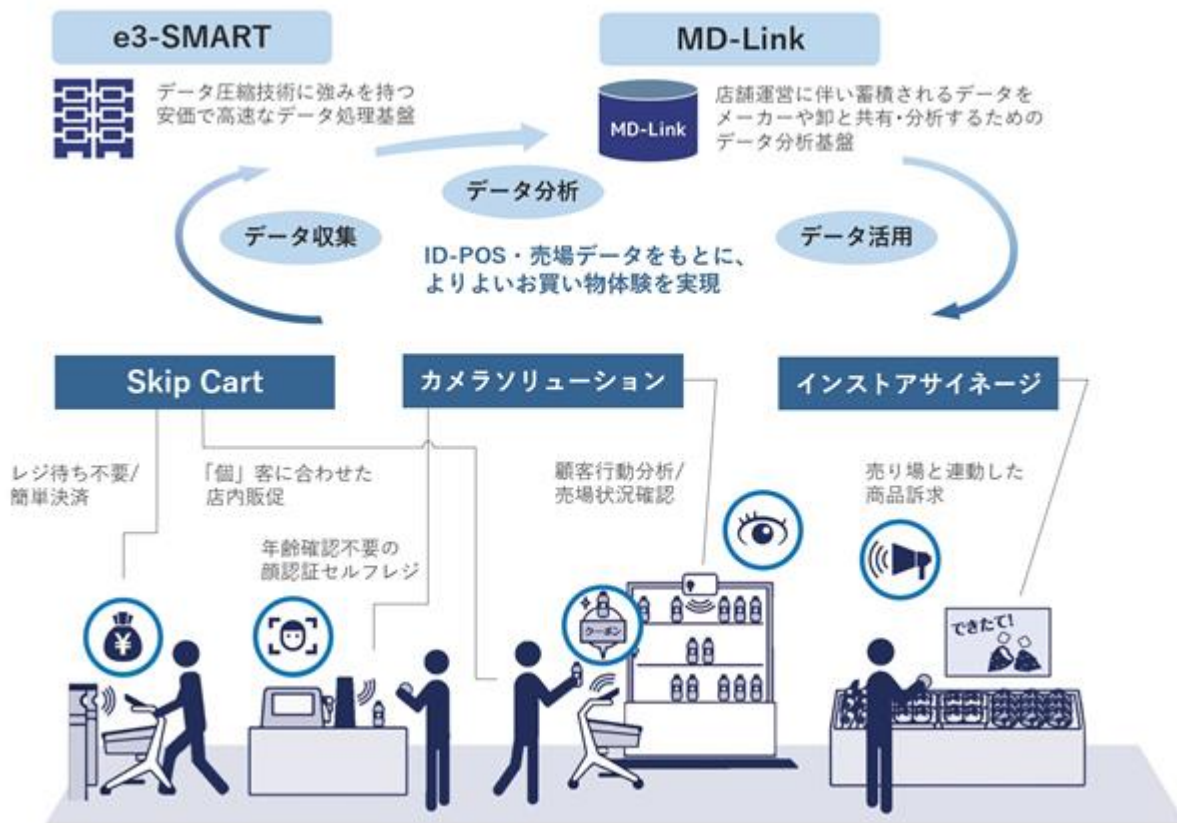 e3-SMART
データ圧縮技術に強みを持つ
安価で高速なデータ処理基盤
MD-Link
MD-Link
店舗運営に伴い蓄積されるデータを
メーカーや卸と共有・分析するための
データ分析基盤
データ収集
データ分析
データ活用
ID-POS・売場データをもとに、
よりよいお買い物体験を実現
Skip Cart
カメラソリューション
インストアサイネージ
レジ待ち不要/
簡単決済
「個」客に合わせた
店内販促
年齢確認不要の
顔認証セルフレジ
顧客行動分析/
売場状況確認
売り場と連動した
商品訴求
¥
クーポン
できたて!